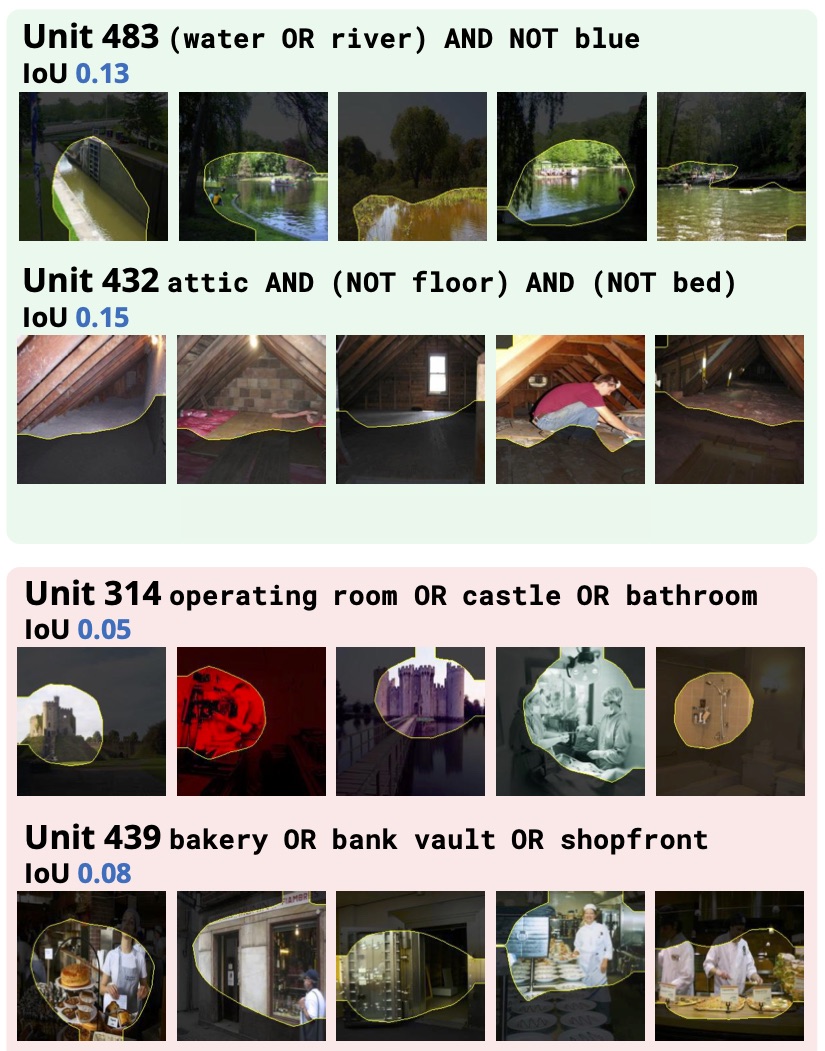 Unit 483 (water OR river) AND NOT blue
IoU 0.13
Unit 432 attic AND (NOT floor) AND (NOT bed)
IoU 0.15
Unit 314 operating room OR castle OR bathroom
IoU 0.05
Unit 439 bakery OR bank vault OR shopfront
IoU 0.08